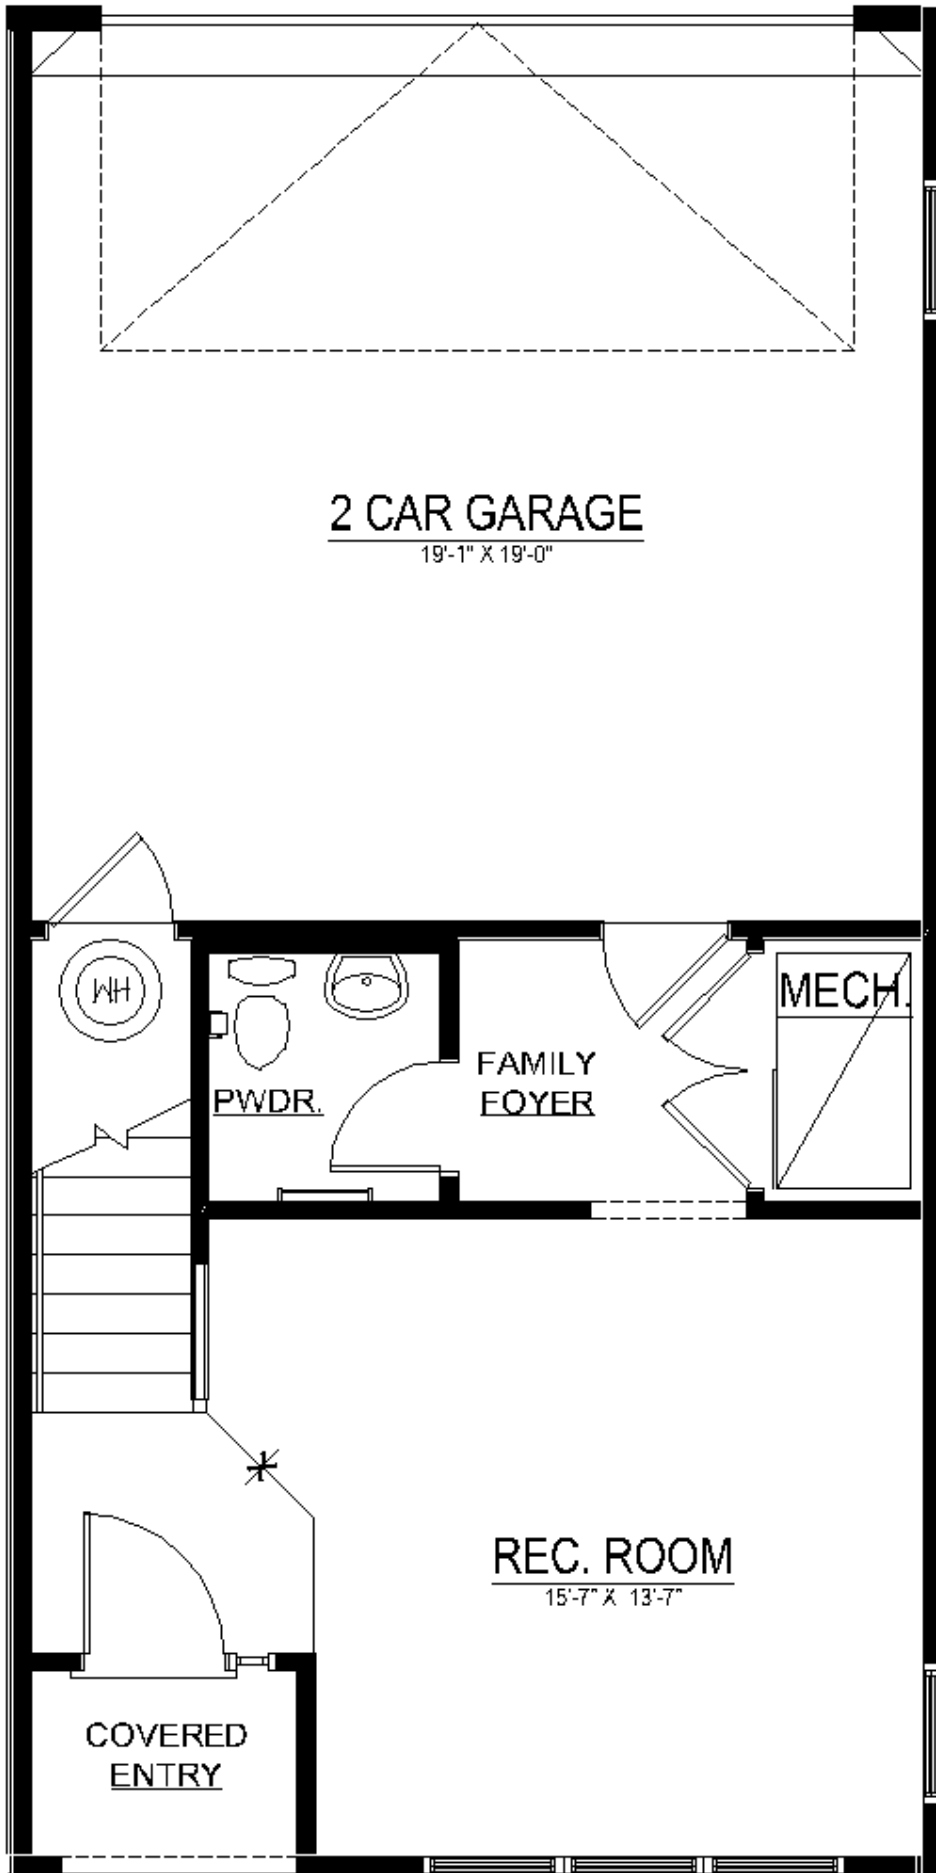 2 CAR GARAGE
19'-1" X 19'-0"
WH
MECH.
FAMILY
FOYER
PWDR.
REC. ROOM
15'-7" X 13'-7"
COVERED
ENTRY